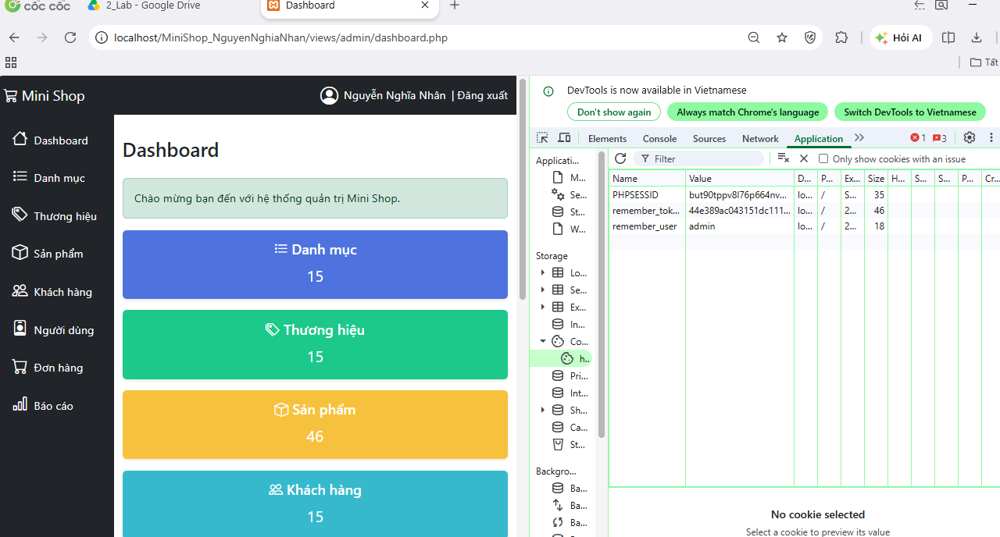 cốc cốc
2_Lab - Google Drive
Dashboard
localhost/MiniShop_NguyenNghiaNhan/views/admin/dashboard.php
Hỏi AI
Tất
Mini Shop
Nguyễn Nghĩa Nhân | Đăng xuất
Dashboard
Danh mục
Thương hiệu
Sản phẩm
Khách hàng
Người dùng
Đơn hàng
Báo cáo
Dashboard
Chào mừng bạn đến với hệ thống quản trị Mini Shop.
Danh mục
15
Thương hiệu
15
Sản phẩm
46
Khách hàng
15
DevTools is now available in Vietnamese
Don't show again
Always match Chrome's language
Switch DevTools to Vietnamese
Elements Console Sources Network Application
1 3
Applicati...
M...
Se...
St...
W...
Storage
Lo...
Se...
Ex...
In...
Co...
h..
Pri...
Int...
Sh...
Ca...
St...
Backgro...
Ba...
Ba...
Ba...
Filter
Only show cookies with an issue
Name Value D... P... Ex... Size H... S... S... P... Cr...
PHPSESSID but90tppv8l76p664nv... lo... / S... 35
remember_tok... 44e389ac043151dc111... lo... / 2... 46
remember_user admin lo... / 2... 18
No cookie selected
Select a cookie to preview its value